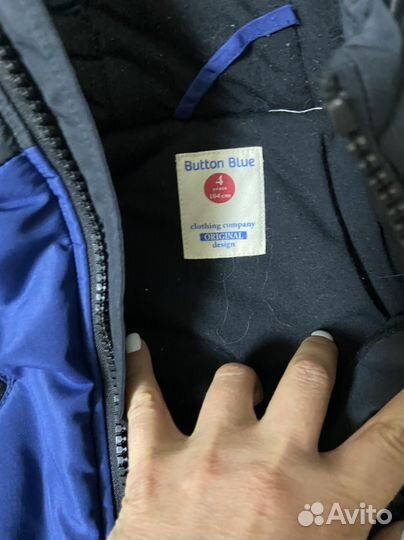 Button Blue
4
years
104 cm
clothing company
ORIGINAL
design
Avito